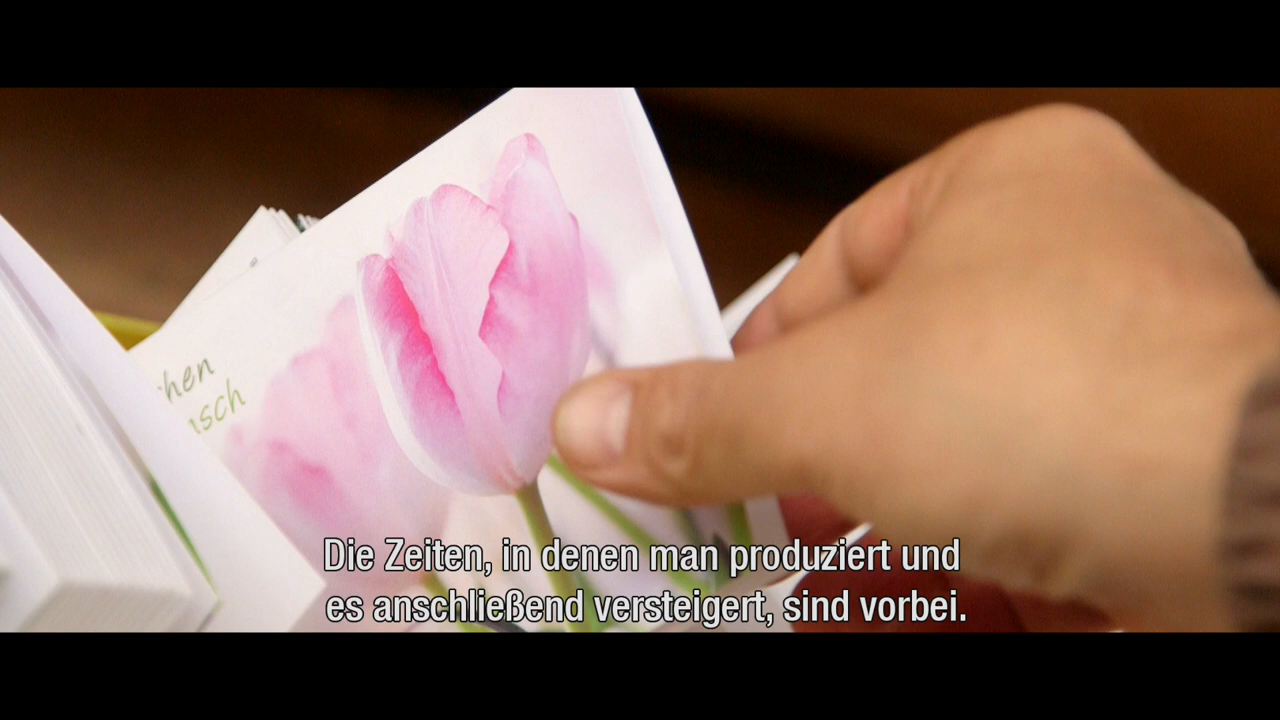 Die Zeiten, in denen man produziert und
es anschließend versteigert, sind vorbei.